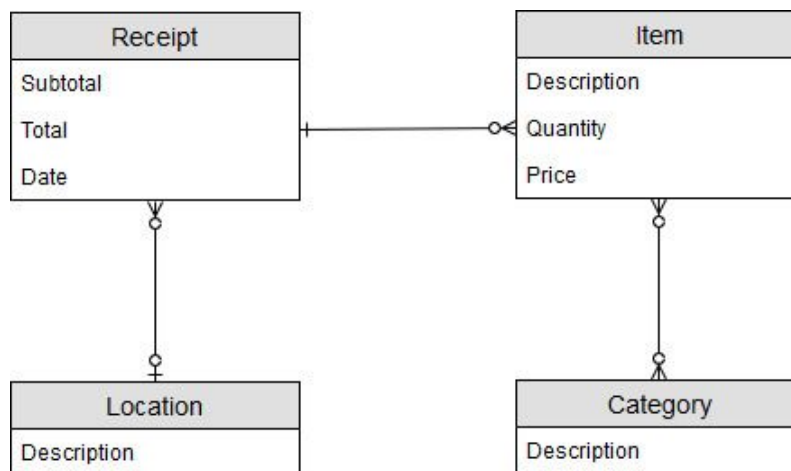 Receipt
Subtotal
Total
Date
Item
Description
Quantity
Price
Location
Description
Category
Description